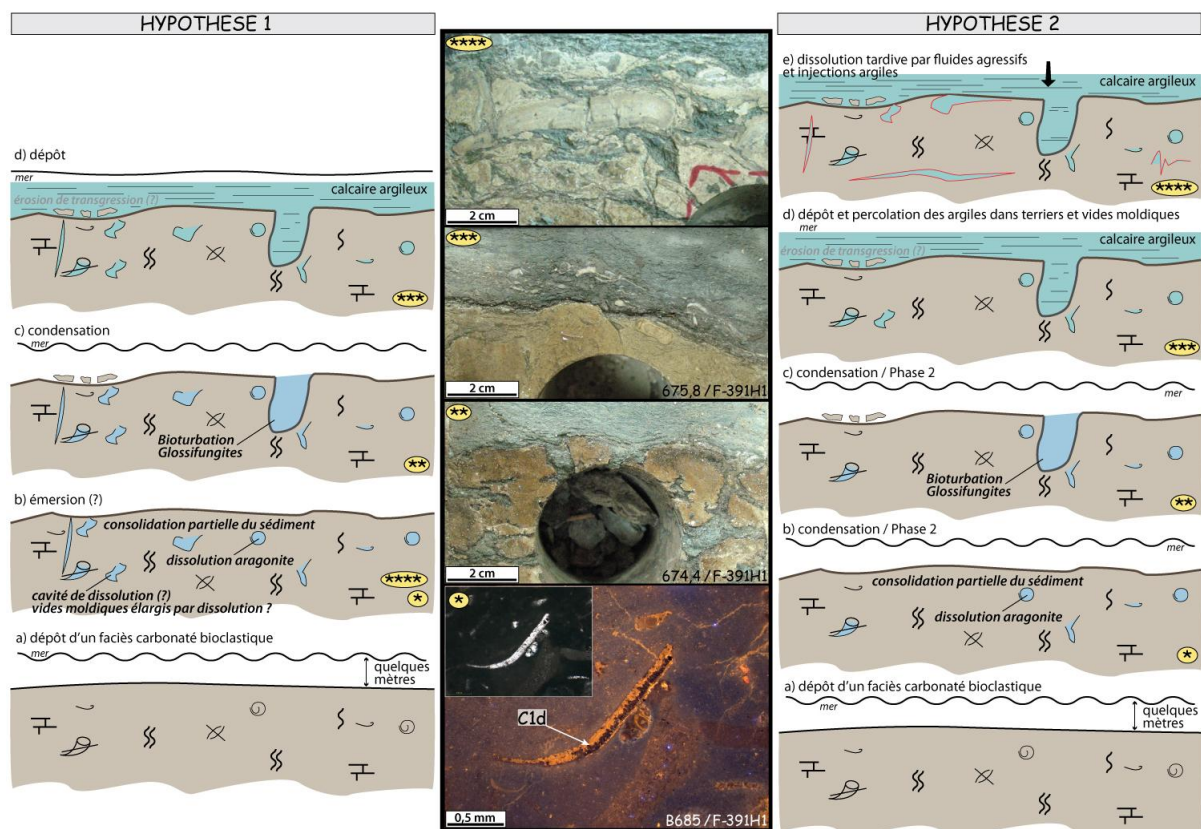 HYPOTHESE 1
d) dépôt
mer
calcaire argileux
érosion de transgression (?)
***
c) condensation
mer
Bioturbation
Glossifungites
**
b) émersion (?)
consolidation partielle du sédiment
dissolution aragonite
****
cavité de dissolution (?)
*
vides moldiques élargis par dissolution ?
a) dépôt d'un faciès carbonaté bioclastique
mer
quelques
mètres
****
2 cm
***
2 cm
675,8 / F-391H1
**
2 cm
674,4 / F-391H1
*
C1d
0,5 mm
B685 / F-391H1
HYPOTHESE 2
e) dissolution tardive par fluides agressifs
et injections argiles
calcaire argileux
****
d) dépôt et percolation des argiles dans terriers et vides moldiques
mer
calcaire argileux
érosion de transgression (?)
***
c) condensation / Phase 2
mer
Bioturbation
Glossifungites
**
b) condensation / Phase 2
mer
consolidation partielle du sédiment
dissolution aragonite
*
a) dépôt d'un faciès carbonaté bioclastique
mer
quelques
mètres